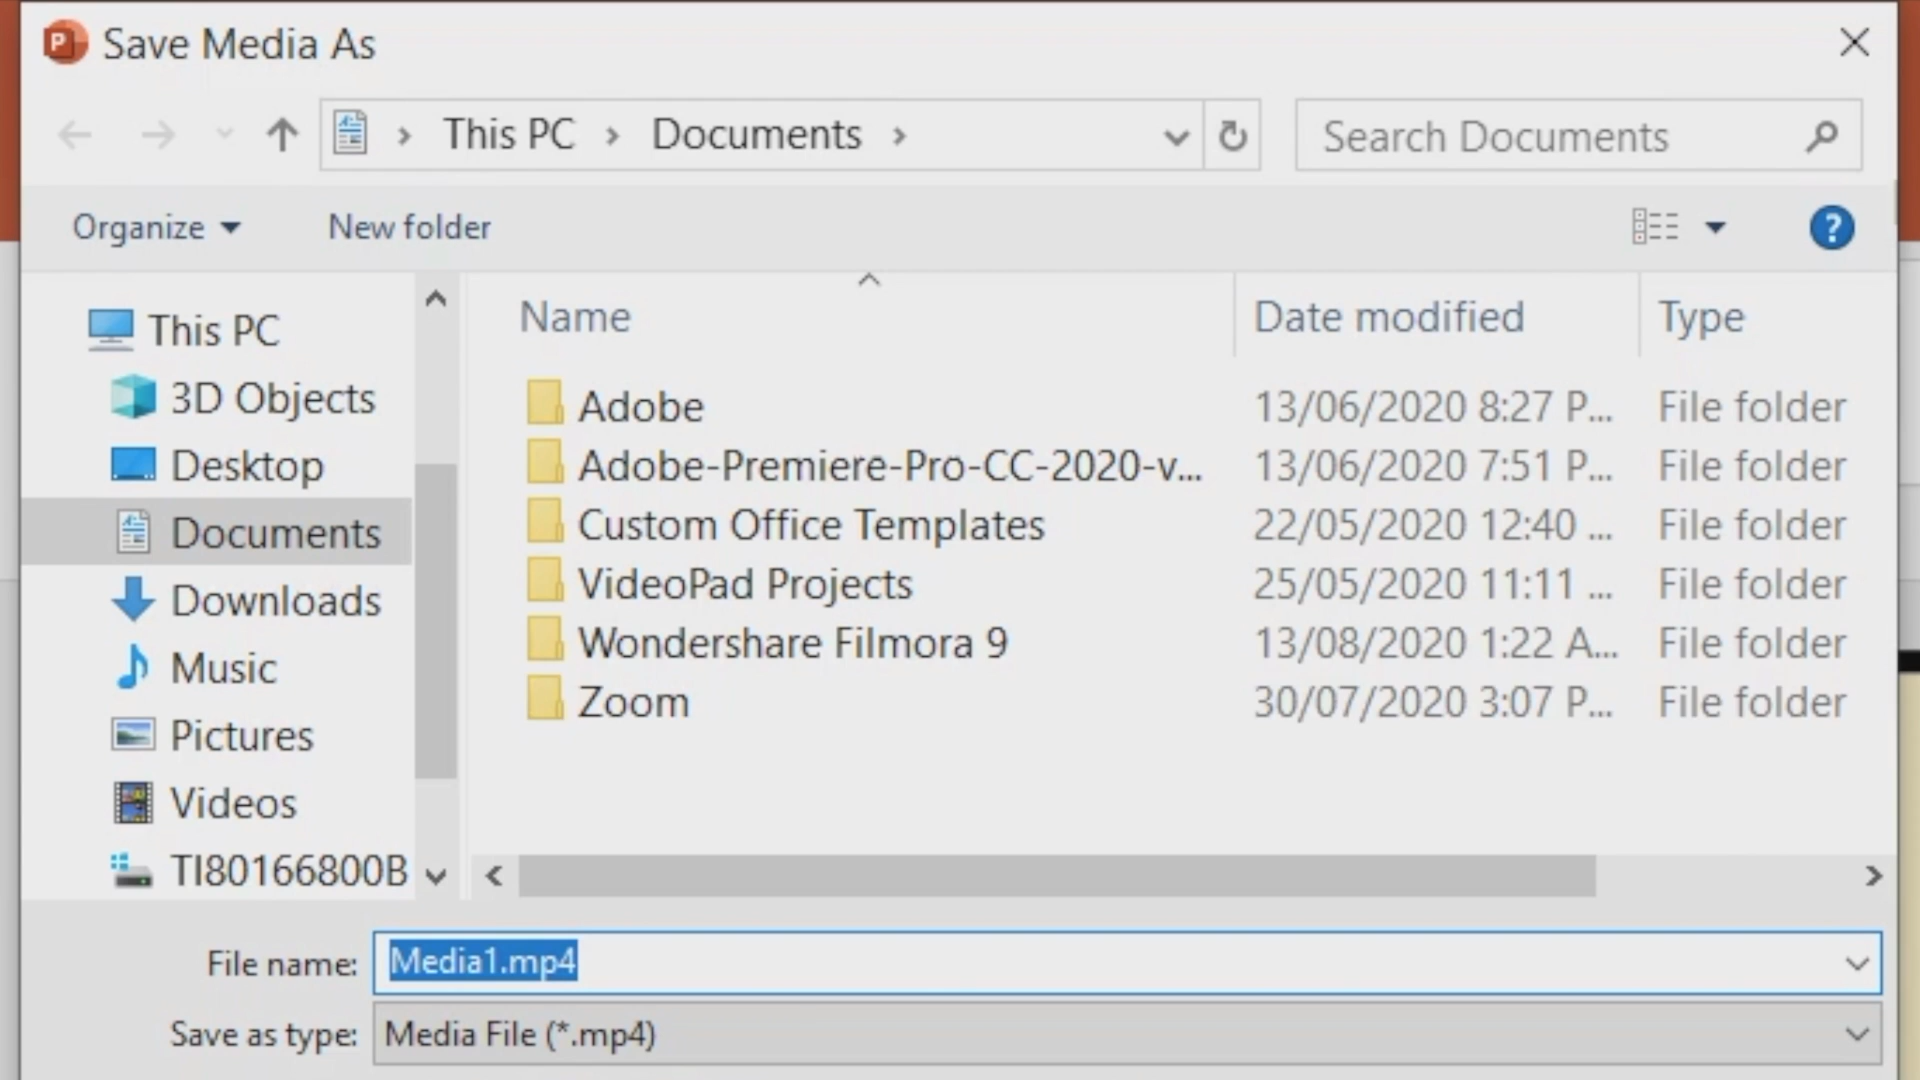 Save Media As
This PC > Documents >
Search Documents
Organize
New folder
?
Name
Date modified
Type
This PC
3D Objects
Desktop
Documents
Downloads
Music
Pictures
Videos
TI80166800B
Adobe 13/06/2020 8:27 P... File folder
Adobe-Premiere-Pro-CC-2020-v... 13/06/2020 7:51 P... File folder
Custom Office Templates 22/05/2020 12:40 ... File folder
VideoPad Projects 25/05/2020 11:11 ... File folder
Wondershare Filmora 9 13/08/2020 1:22 A... File folder
Zoom 30/07/2020 3:07 P... File folder
File name: Media1.mp4
Save as type: Media File (*.mp4)